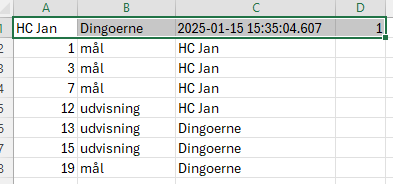 A B C D
1 HC Jan Dingoerne 2025-01-15 15:35:04.607 1
2 1 mål HC Jan
3 3 mål HC Jan
4 7 mål HC Jan
5 12 udvisning HC Jan
6 13 udvisning Dingoerne
7 15 udvisning Dingoerne
8 19 mål Dingoerne